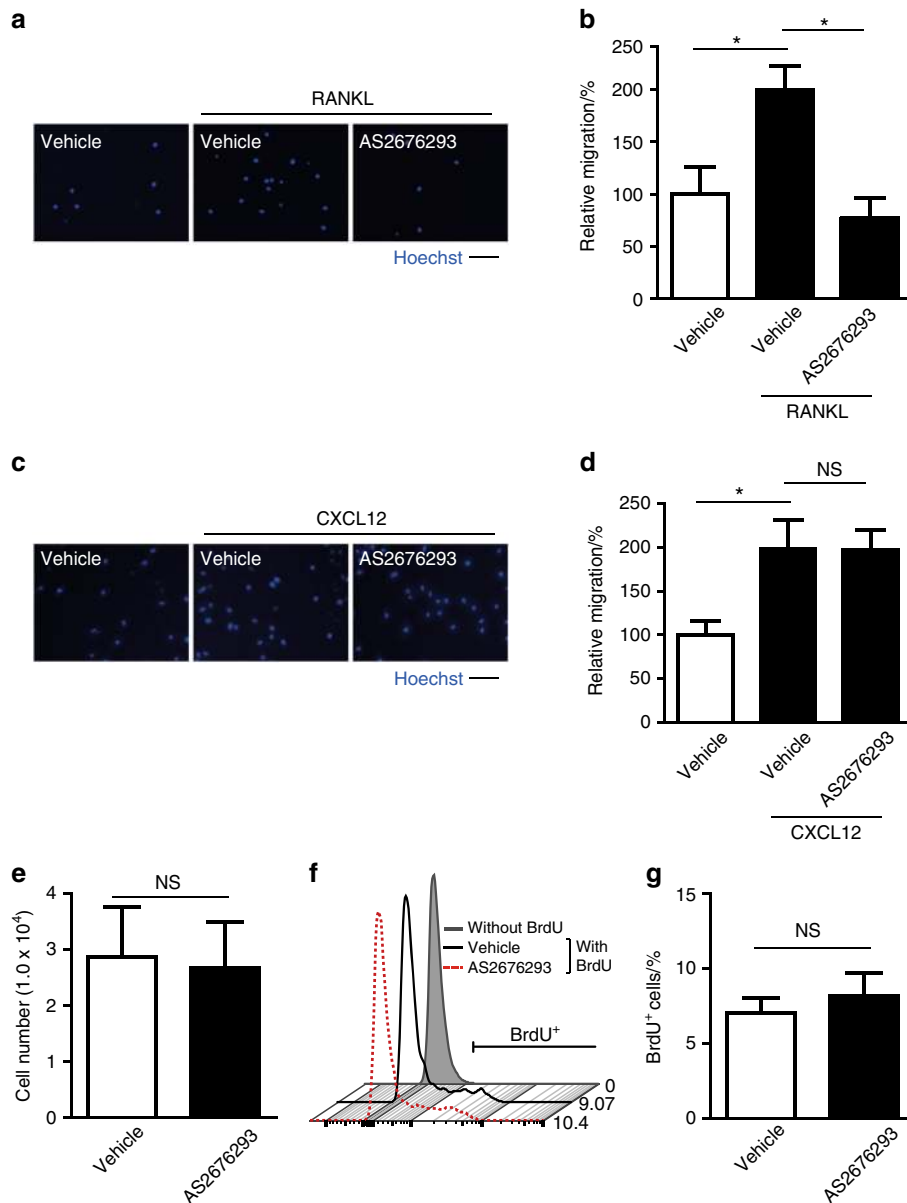 a
RANKL
Vehicle
Vehicle
AS2676293
Hoechst
b
Relative migration/%
250
200
150
100
50
0
*
*
Vehicle
Vehicle
AS2676293
RANKL
c
CXCL12
Vehicle
Vehicle
AS2676293
Hoechst
d
Relative migration/%
250
200
150
100
50
0
*
NS
Vehicle
Vehicle
AS2676293
CXCL12
e
Cell number (1.0 x 10⁴)
4
3
2
1
0
NS
Vehicle
AS2676293
f
Without BrdU
Vehicle
AS2676293
With
BrdU
BrdU⁺
0
9.07
10.4
g
BrdU⁺ cells/%
15
10
5
0
NS
Vehicle
AS2676293